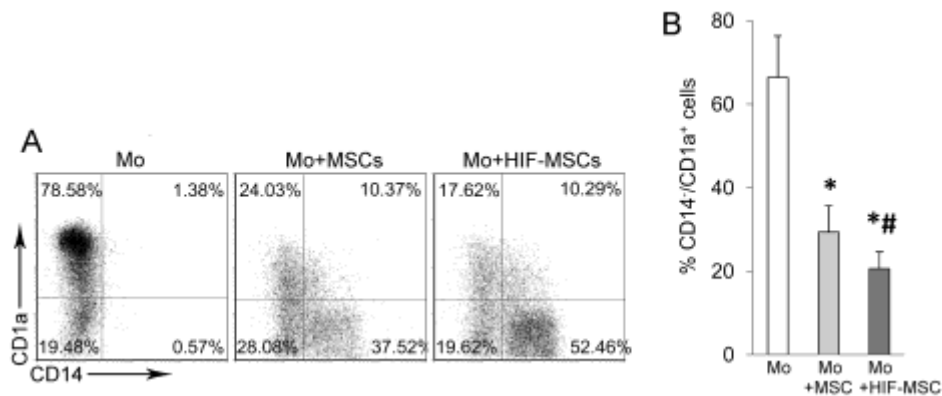 A
Mo
Mo+MSCs
Mo+HIF-MSCs
78.58% 1.38%
24.03% 10.37%
17.62% 10.29%
19.48% 0.57%
28.08% 37.52%
19.62% 52.46%
CD1a
CD14
B
% CD14-/CD1a+ cells
80
60
40
20
0
*
*#
Mo
Mo
+MSC
Mo
+HIF-MSC